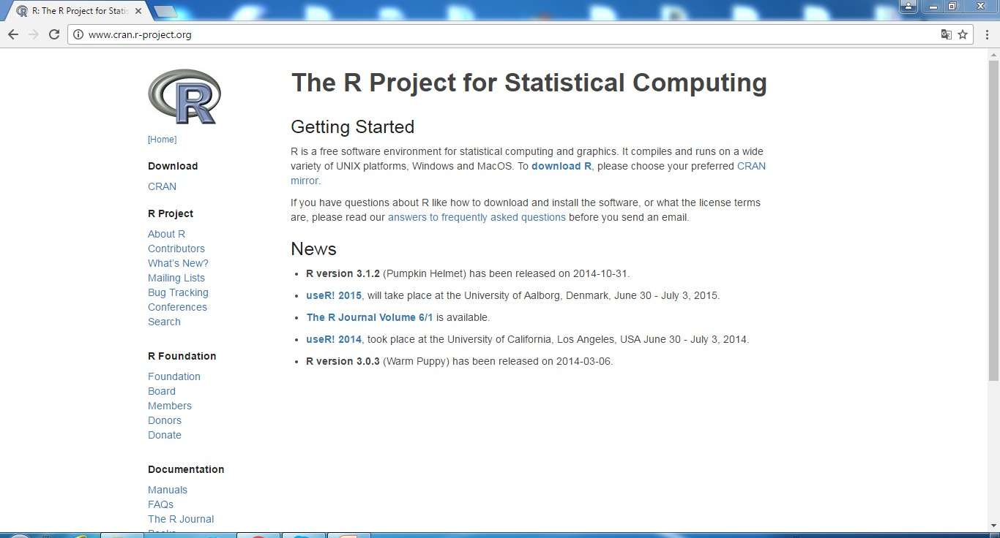 R: The R Project for Statis
www.cran.r-project.org
R
[Home]
Download
CRAN
R Project
About R
Contributors
What's New?
Mailing Lists
Bug Tracking
Conferences
Search
R Foundation
Foundation
Board
Members
Donors
Donate
Documentation
Manuals
FAQs
The R Journal
The R Project for Statistical Computing
Getting Started
R is a free software environment for statistical computing and graphics. It compiles and runs on a wide
variety of UNIX platforms, Windows and MacOS. To download R, please choose your preferred CRAN
mirror.
If you have questions about R like how to download and install the software, or what the license terms
are, please read our answers to frequently asked questions before you send an email.
News
• R version 3.1.2 (Pumpkin Helmet) has been released on 2014-10-31.
• useR! 2015, will take place at the University of Aalborg, Denmark, June 30 - July 3, 2015.
• The R Journal Volume 6/1 is available.
• useR! 2014, took place at the University of California, Los Angeles, USA June 30 - July 3, 2014.
• R version 3.0.3 (Warm Puppy) has been released on 2014-03-06.